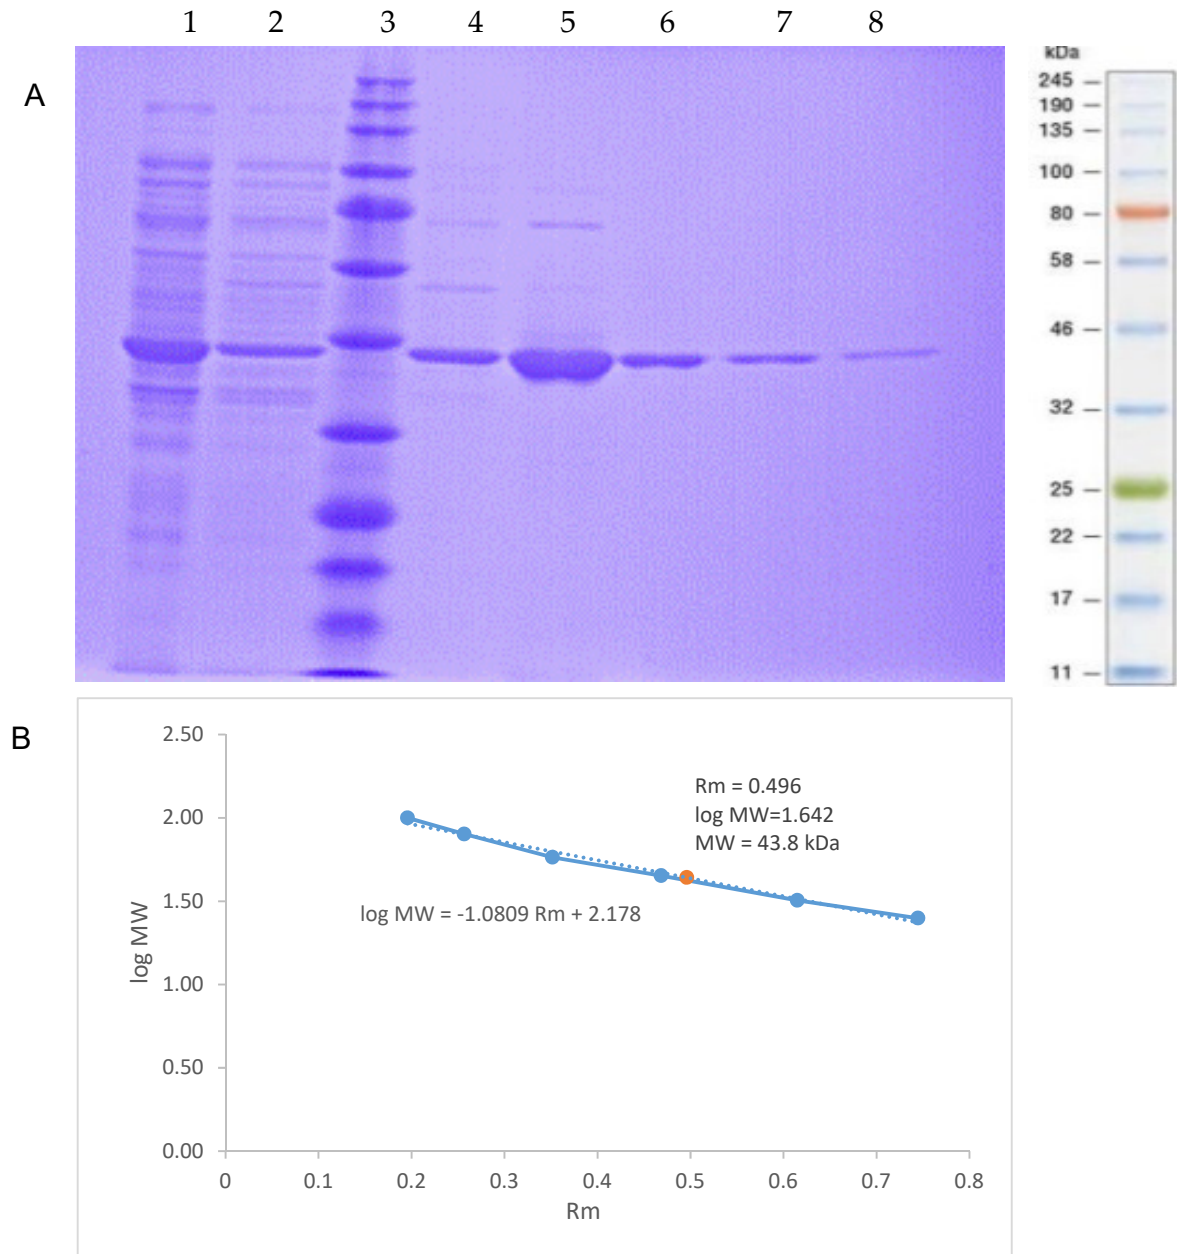 1 2 3 4 5 6 7 8
A
kDa
245
190
135
100
80
58
46
32
25
22
17
11
B
2.50
2.00
1.50
1.00
0.50
0.00
log MW
Rm = 0.496
log MW=1.642
MW = 43.8 kDa
log MW = -1.0809 Rm + 2.178
0 0.1 0.2 0.3 0.4 0.5 0.6 0.7 0.8
Rm